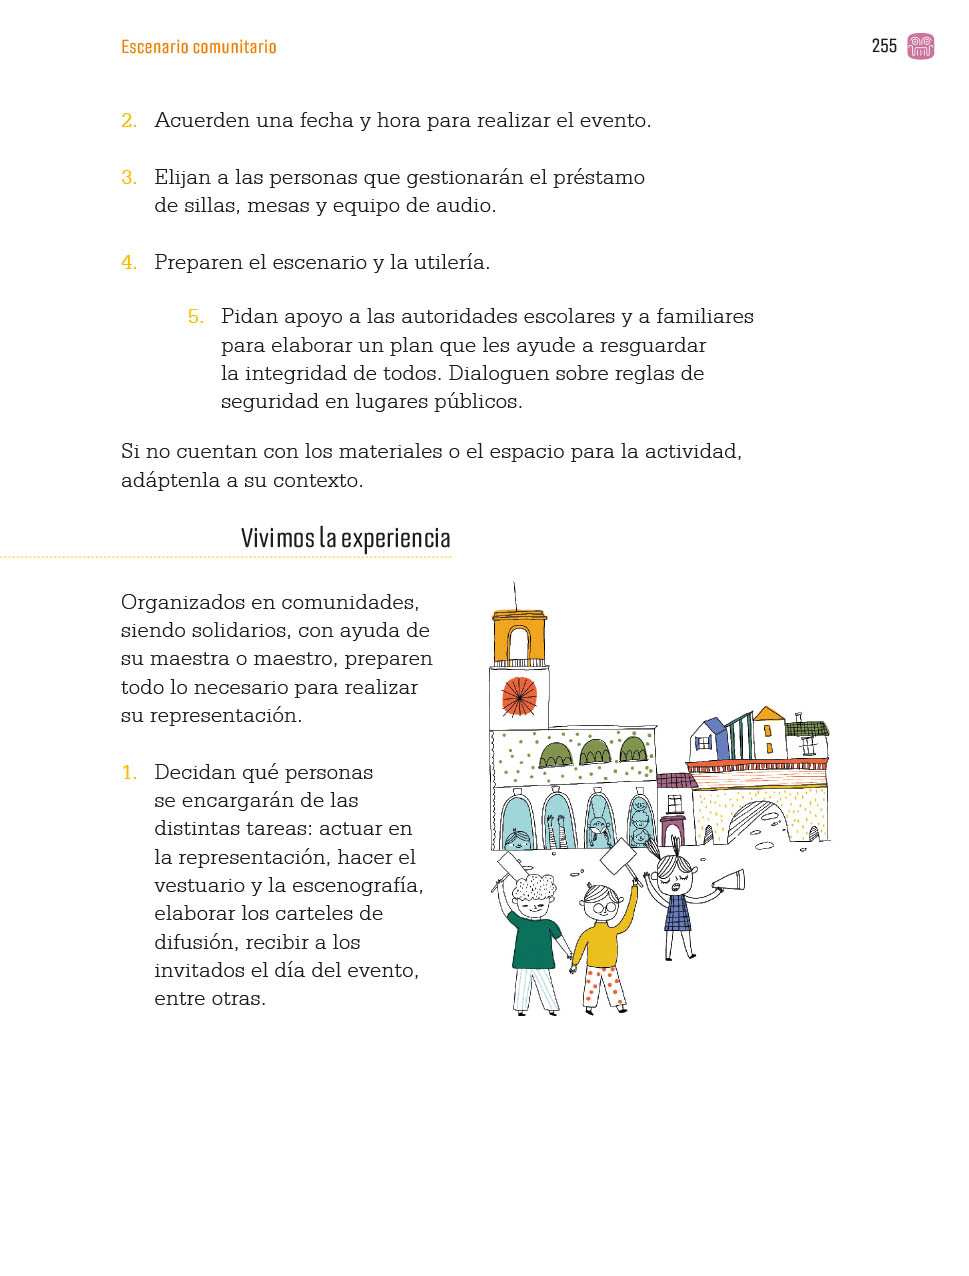 Escenario comunitario
255
2. Acuerden una fecha y hora para realizar el evento.
3. Elijan a las personas que gestionarán el préstamo
de sillas, mesas y equipo de audio.
4. Preparen el escenario y la utilería.
5. Pidan apoyo a las autoridades escolares y a familiares
para elaborar un plan que les ayude a resguardar
la integridad de todos. Dialoguen sobre reglas de
seguridad en lugares públicos.
Si no cuentan con los materiales o el espacio para la actividad,
adáptenla a su contexto.
Vivimos la experiencia
Organizados en comunidades,
siendo solidarios, con ayuda de
su maestra o maestro, preparen
todo lo necesario para realizar
su representación.
1. Decidan qué personas
se encargarán de las
distintas tareas: actuar en
la representación, hacer el
vestuario y la escenografía,
elaborar los carteles de
difusión, recibir a los
invitados el día del evento,
entre otras.